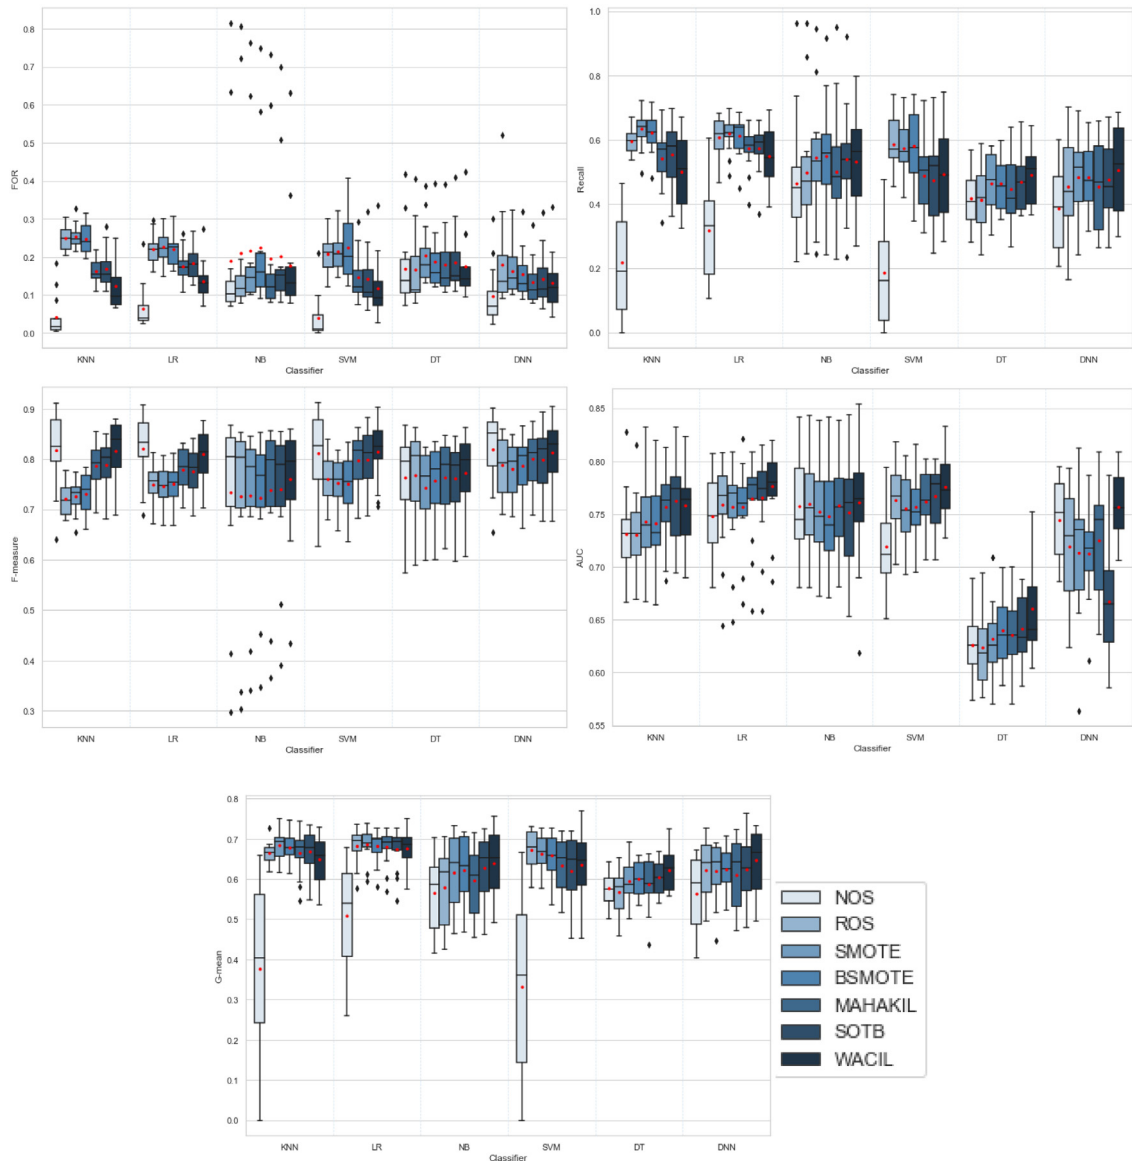 FOR
0.8
0.7
0.6
0.5
0.4
0.3
0.2
0.1
0.0
KNN LR NB SVM DT DNN
Classifier
Recall
1.0
0.8
0.6
0.4
0.2
0.0
KNN LR NB SVM DT DNN
Classifier
F-measure
0.9
0.8
0.7
0.6
0.5
0.4
0.3
KNN LR NB SVM DT DNN
Classifier
AUC
0.85
0.80
0.75
0.70
0.65
0.60
0.55
KNN LR NB SVM DT DNN
Classifier
G-mean
0.8
0.7
0.6
0.5
0.4
0.3
0.2
0.1
0.0
KNN LR NB SVM DT DNN
Classifier
NOS
ROS
SMOTE
BSMOTE
MAHAKIL
SOTB
WACIL